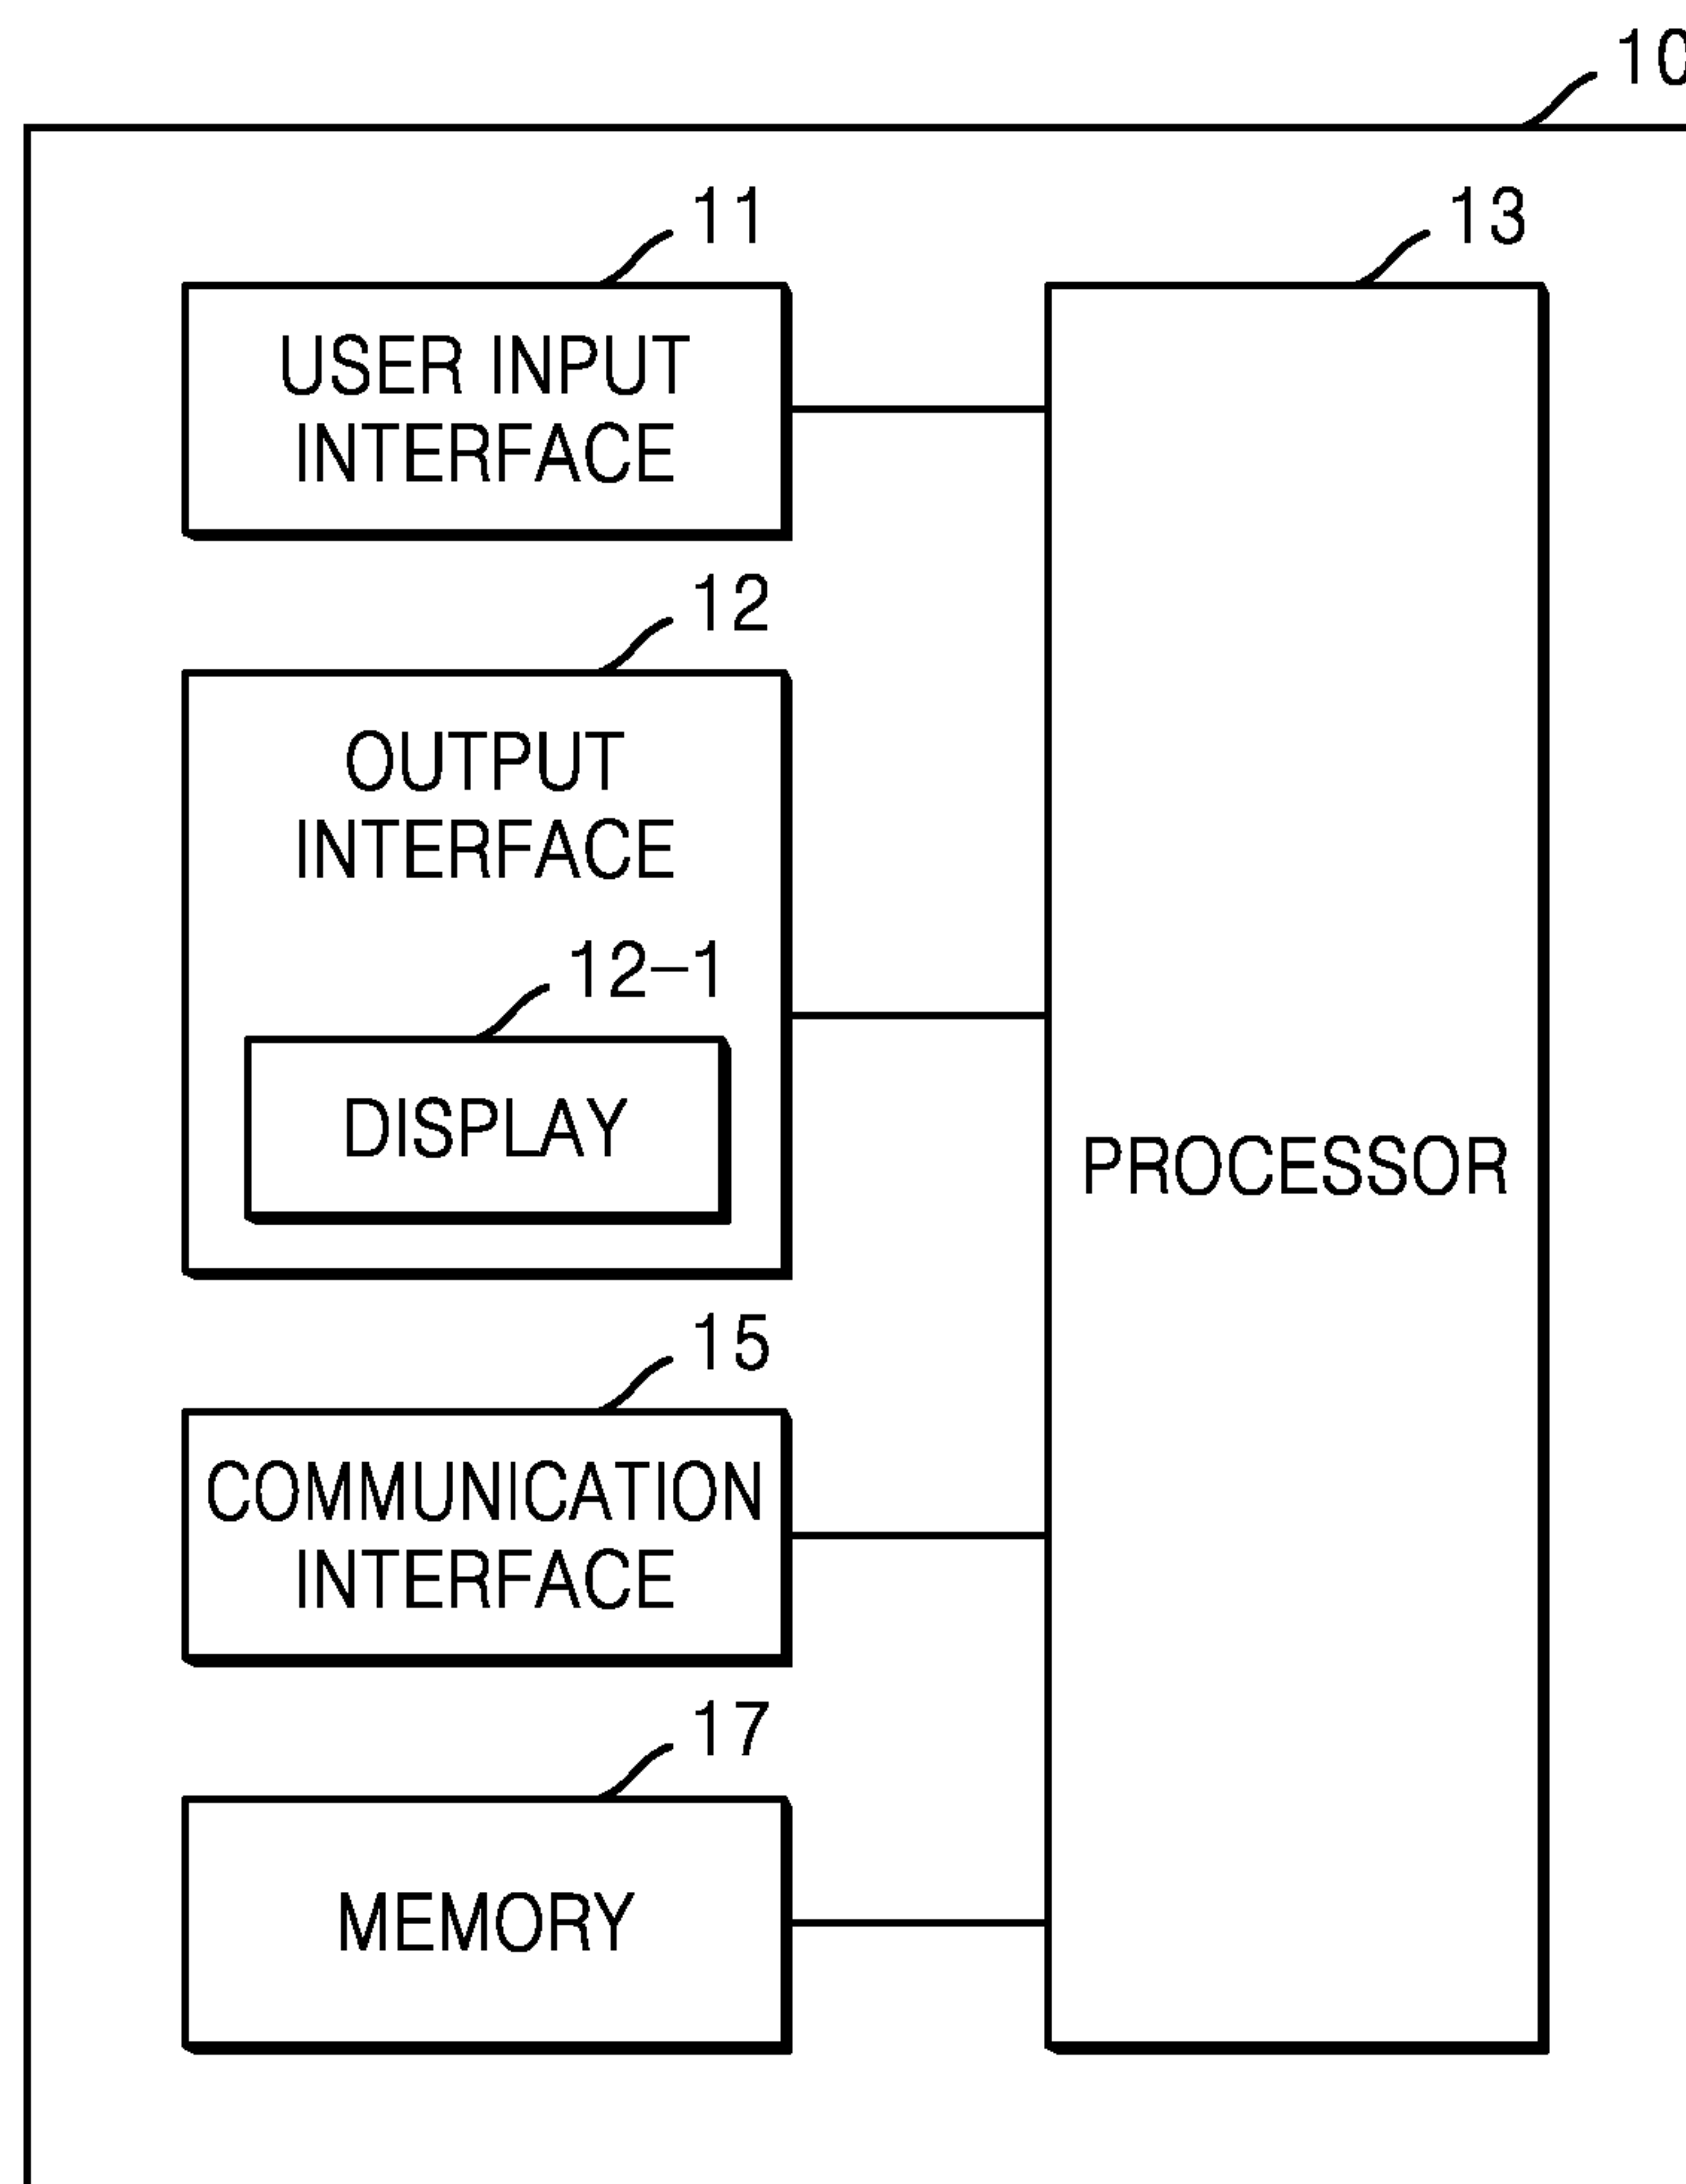 10
11
13
USER INPUT
INTERFACE
12
OUTPUT
INTERFACE
12-1
DISPLAY
PROCESSOR
15
COMMUNICATION
INTERFACE
17
MEMORY